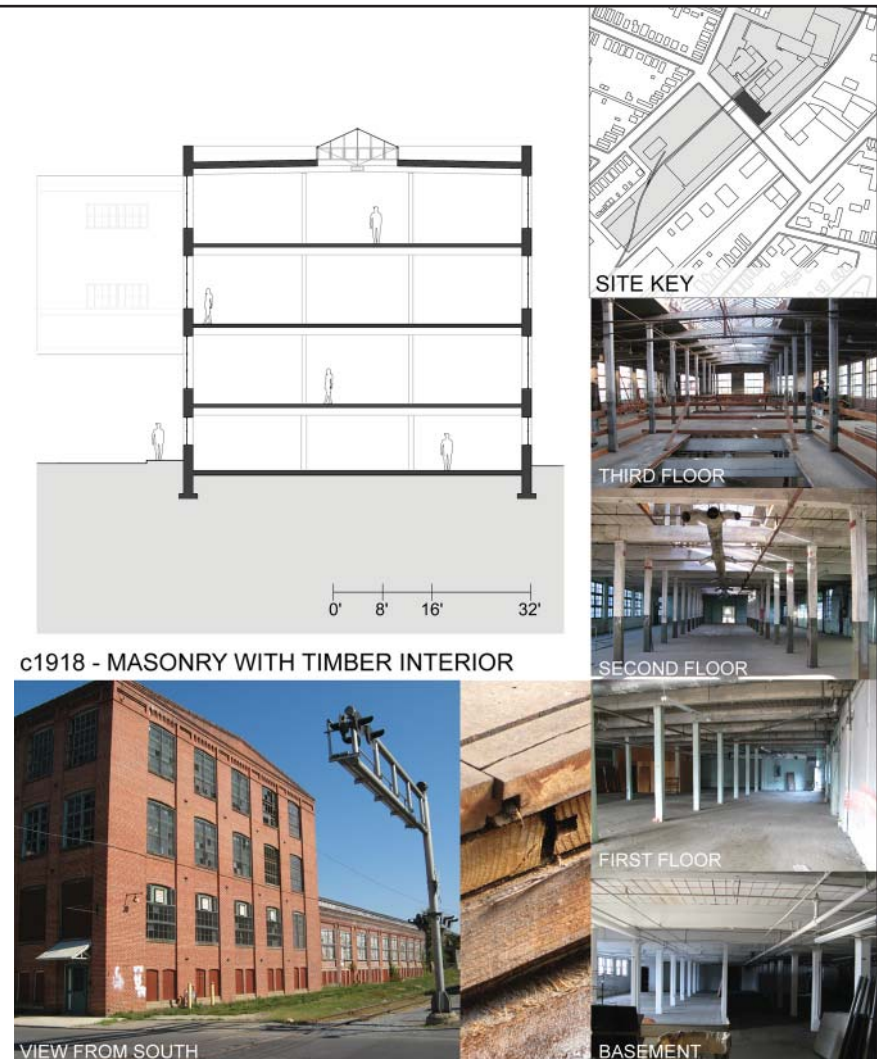 SITE KEY
THIRD FLOOR
0' 8' 16' 32'
c1918 - MASONRY WITH TIMBER INTERIOR
SECOND FLOOR
FIRST FLOOR
VIEW FROM SOUTH
BASEMENT